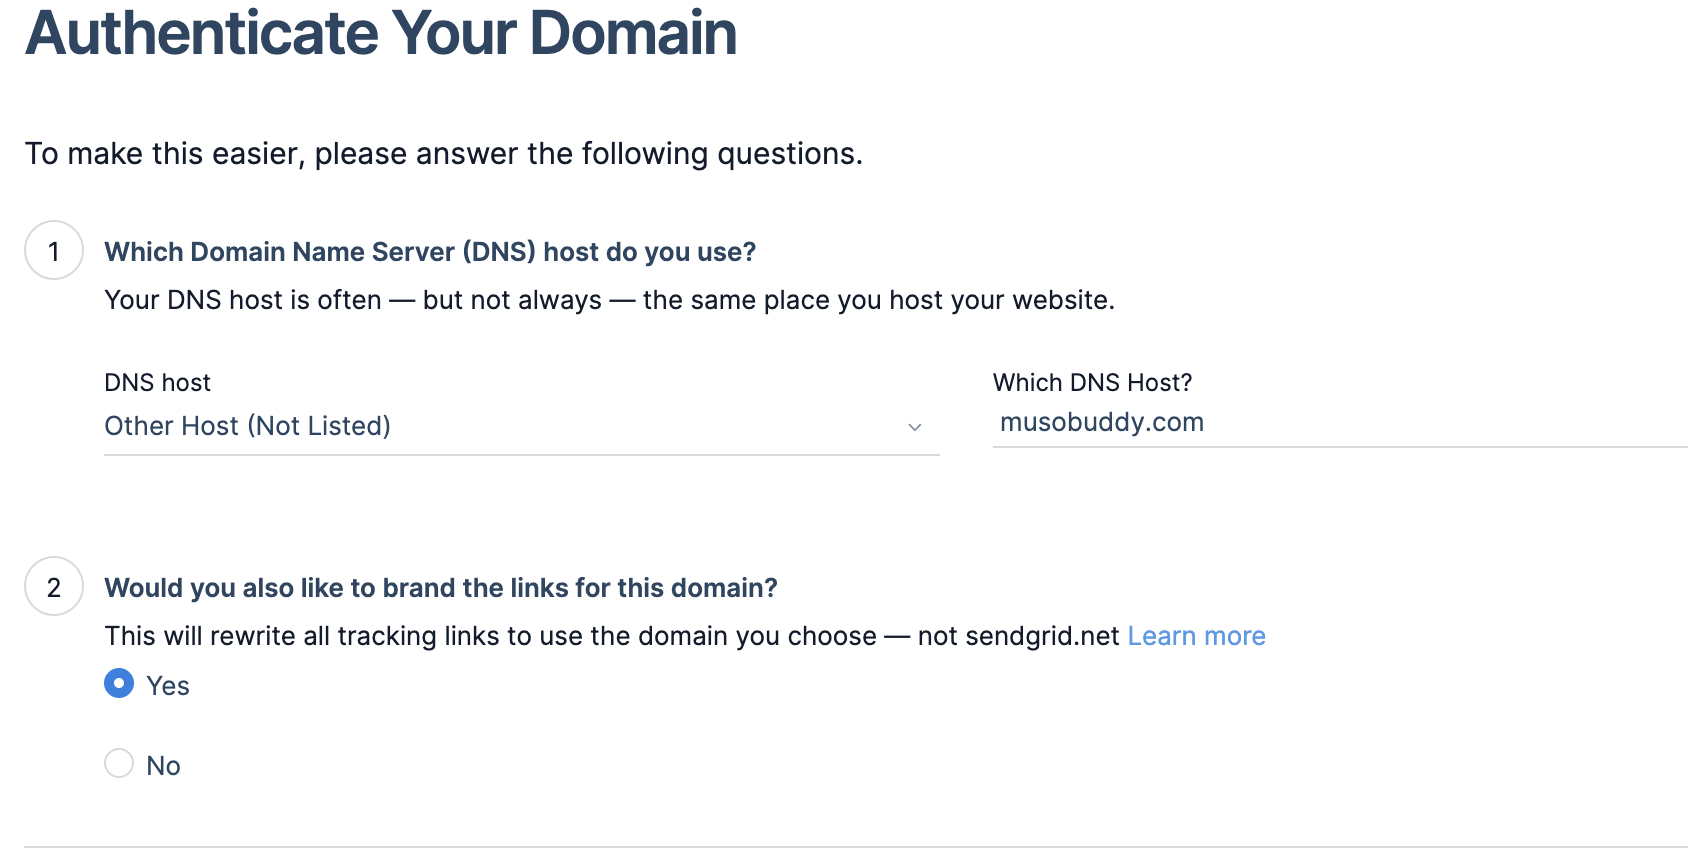 Authenticate Your Domain
To make this easier, please answer the following questions.
1
Which Domain Name Server (DNS) host do you use?
Your DNS host is often — but not always — the same place you host your website.
DNS host
Other Host (Not Listed)
Which DNS Host?
musobuddy.com
2
Would you also like to brand the links for this domain?
This will rewrite all tracking links to use the domain you choose — not sendgrid.net Learn more
Yes
No